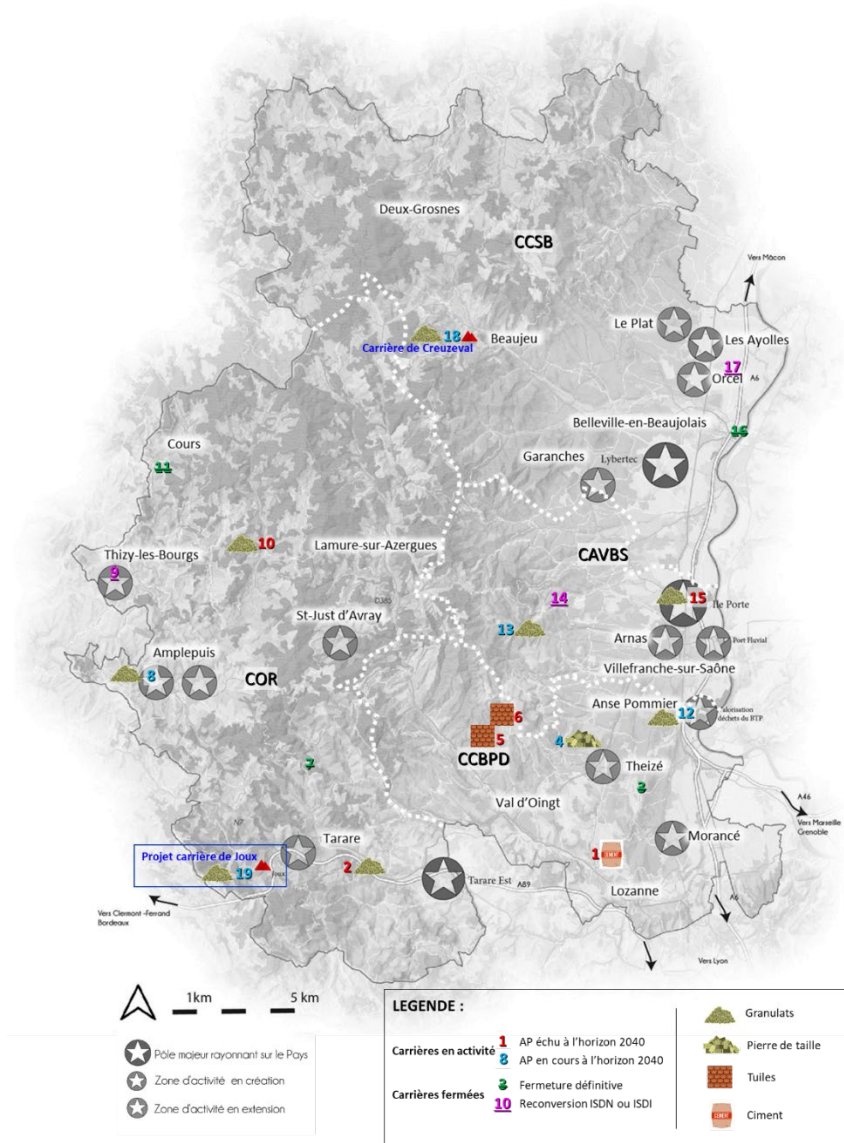 Deux-Grosnes
CCSB
Vers Mâcon
Le Plat
Les Ayolles
18
Beaujeu
Carrière de Creuzeval
17
Orcel
A6
Belleville-en-Beaujolais
16
Cours
11
Garanches
Lybertec
10
Lamure-sur-Azergues
Thizy-les-Bourgs
CAVBS
9
14
15
Ile Porte
St-Just d'Avray
13
Arnas
Port Fluvial
Amplepuis
Villefranche-sur-Saône
8
COR
Anse Pommier
12
Valorisation
déchets du BTP
6
5
4
CCBPD
Theizé
Val d'Oingt
A46
Vers Marseille
Grenoble
N7
Tarare
Morancé
Projet carrière de Joux
19
Joux
2
1
CIMENT
Tarare Est
A89
Lozanne
A6
Vers Clermont -Ferrand
Bordeaux
Vers Lyon
1km
5 km
LEGENDE :
Pôle majeur rayonnant sur le Pays
Zone d'activité en création
Zone d'activité en extension
Carrières en activité
1 AP échu à l'horizon 2040
8 AP en cours à l'horizon 2040
Carrières fermées
3 Fermeture définitive
10 Reconversion ISDN ou ISDI
Granulats
Pierre de taille
Tuiles
CIMENT
Ciment